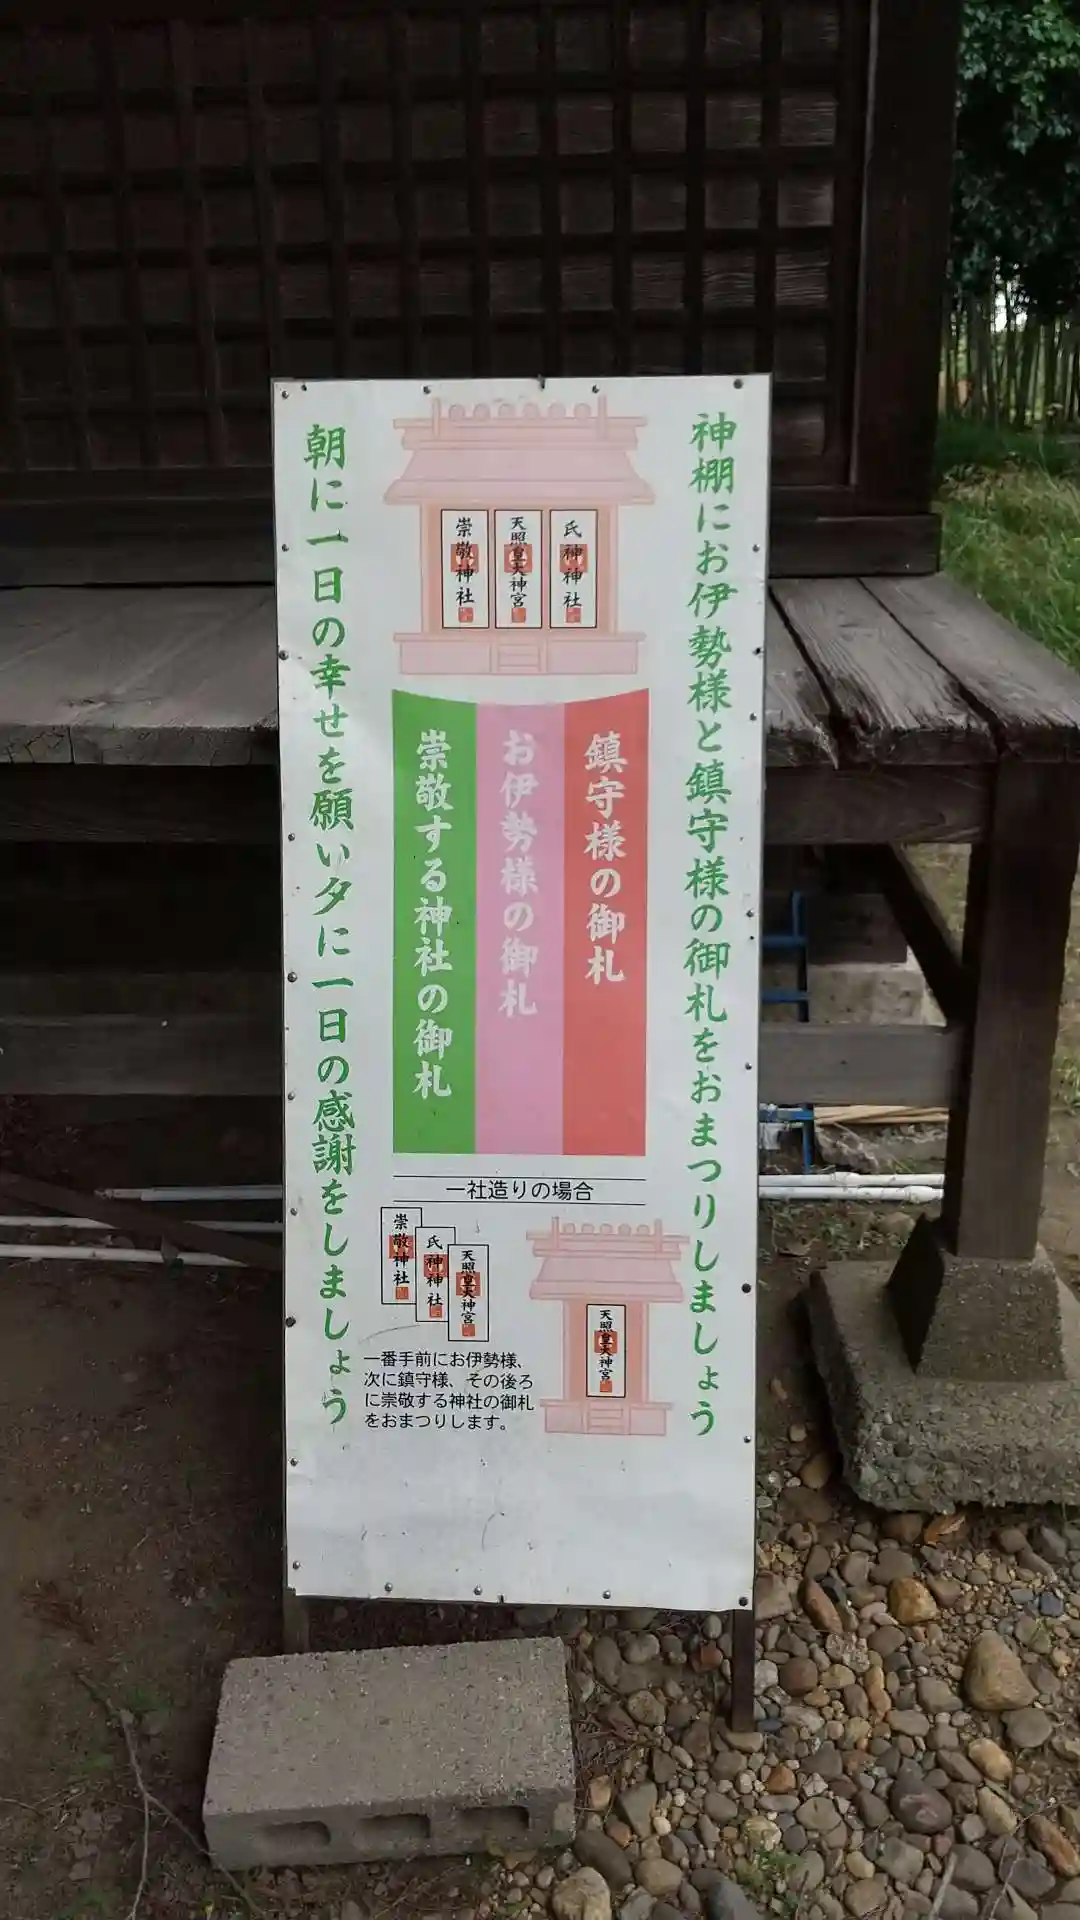 神棚にお伊勢様と鎮守様の御札をおまつりしましょう
氏神神社
天照皇大神宮
崇敬神社
鎮守様の御札
お伊勢様の御札
崇敬する神社の御札
朝に一日の幸せを願い夕に一日の感謝をしましょう
一社造りの場合
崇敬神社
氏神神社
天照皇大神宮
天照皇大神宮
一番手前にお伊勢様、
次に鎮守様、その後ろ
に崇敬する神社の御札
をおまつりします。